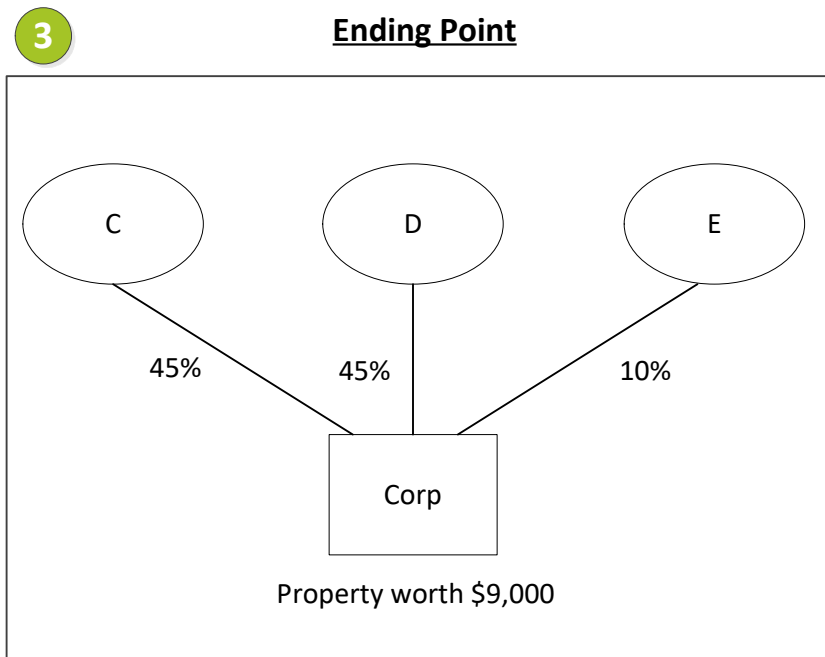 3
Ending Point
C
D
E
45%
45%
10%
Corp
Property worth $9,000